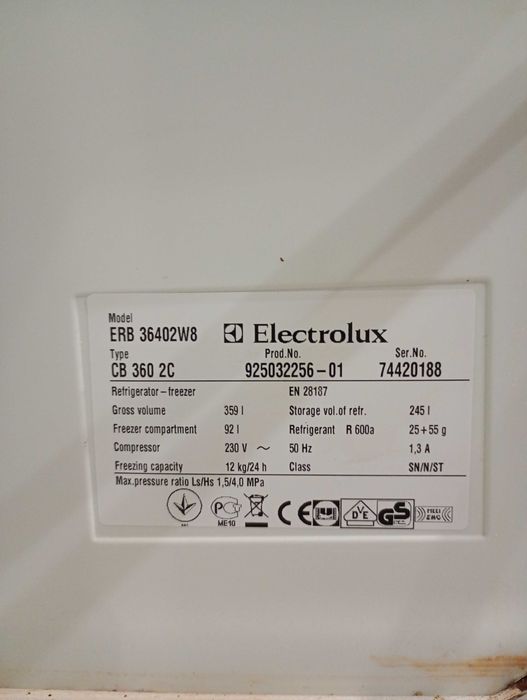 Model
ERB 36402W8 Electrolux
Type Prod.No. Ser.No.
CB 360 2C 925032256-01 74420188
Refrigerator-freezer EN 28187
Gross volume 359 l Storage vol.of refr. 245 l
Freezer compartment 92 l Refrigerant R 600a 25+55 g
Compressor 230 V ~ 50 Hz 1,3 A
Freezing capacity 12 kg/24 h Class SN/N/ST
Max.pressure ratio Ls/Hs 1,5/4,0 MPa
ME10 CE DVE GS EMC